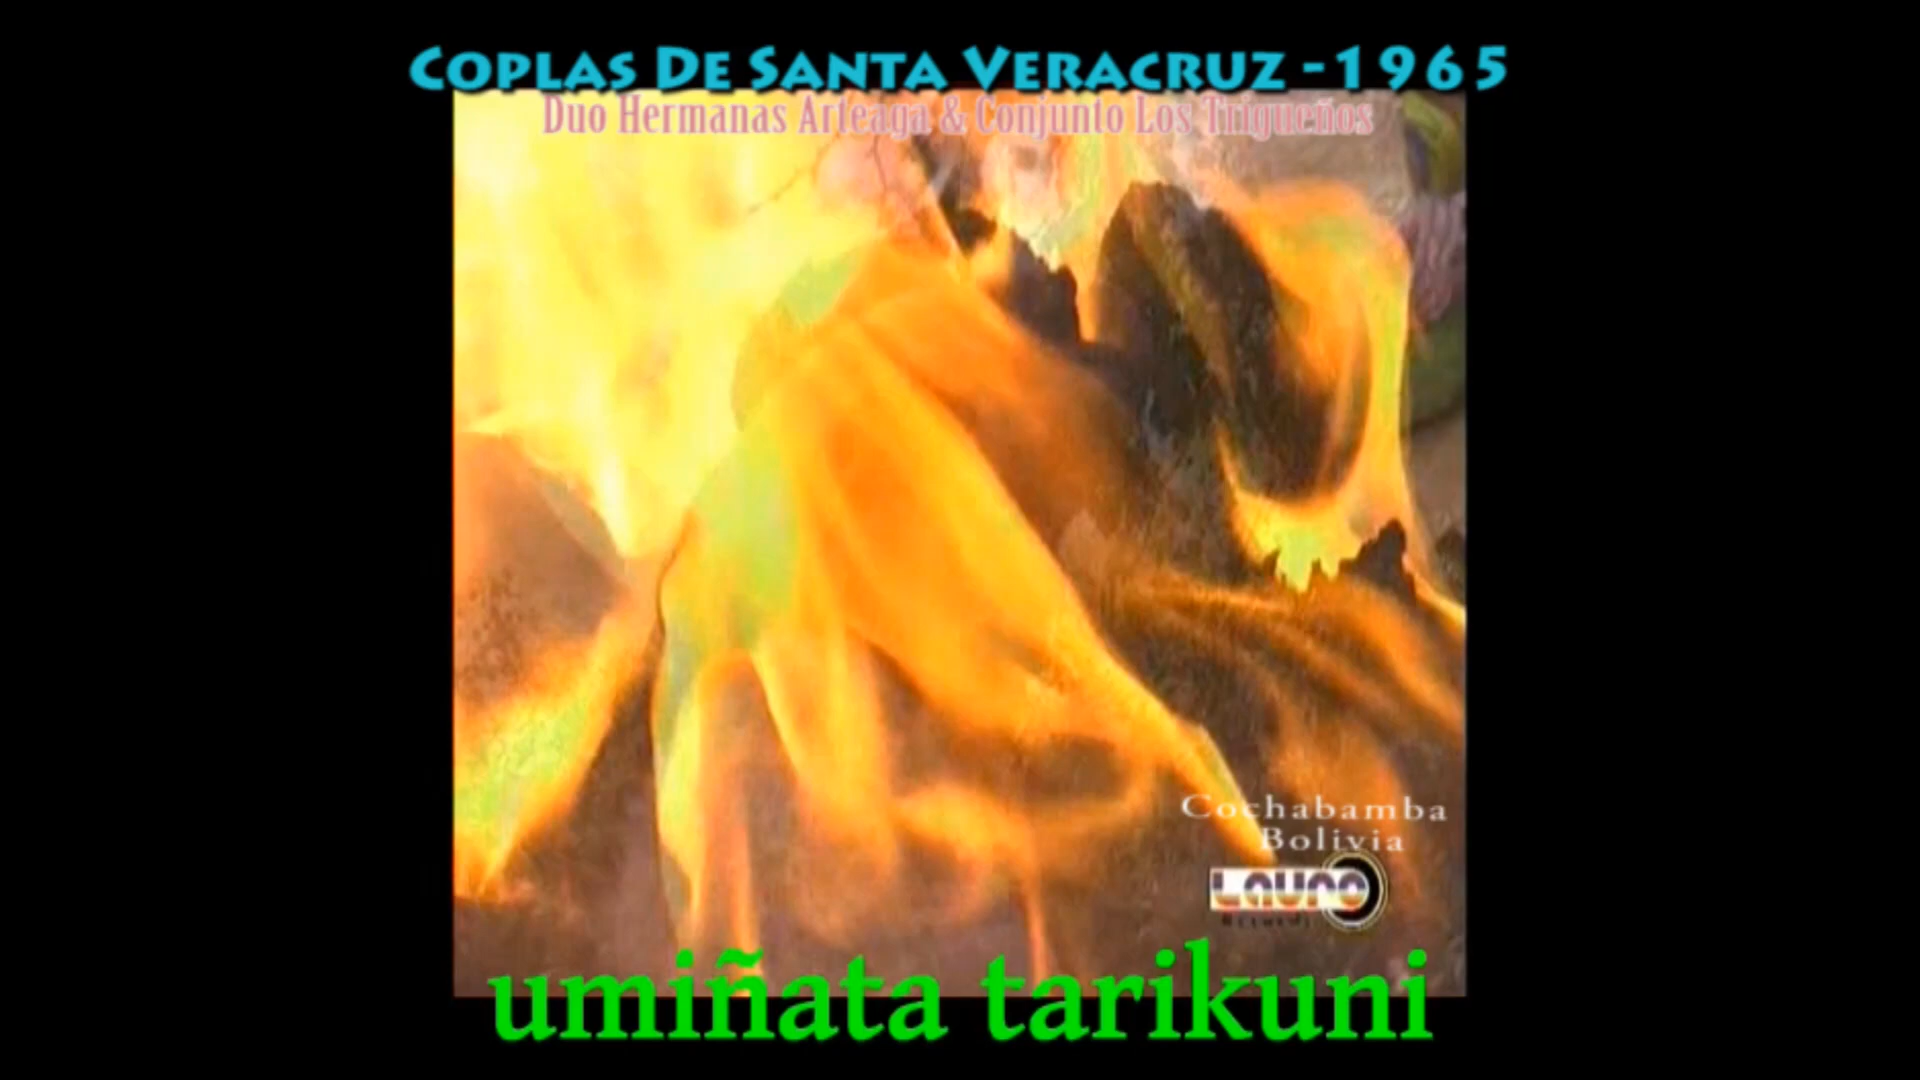 COPLAS DE SANTA VERACRUZ -1965
Duo Hermanas Arteaga & Conjunto Los Trigueños
Cochabamba
Bolivia
Lauro
umiñata tarikuni